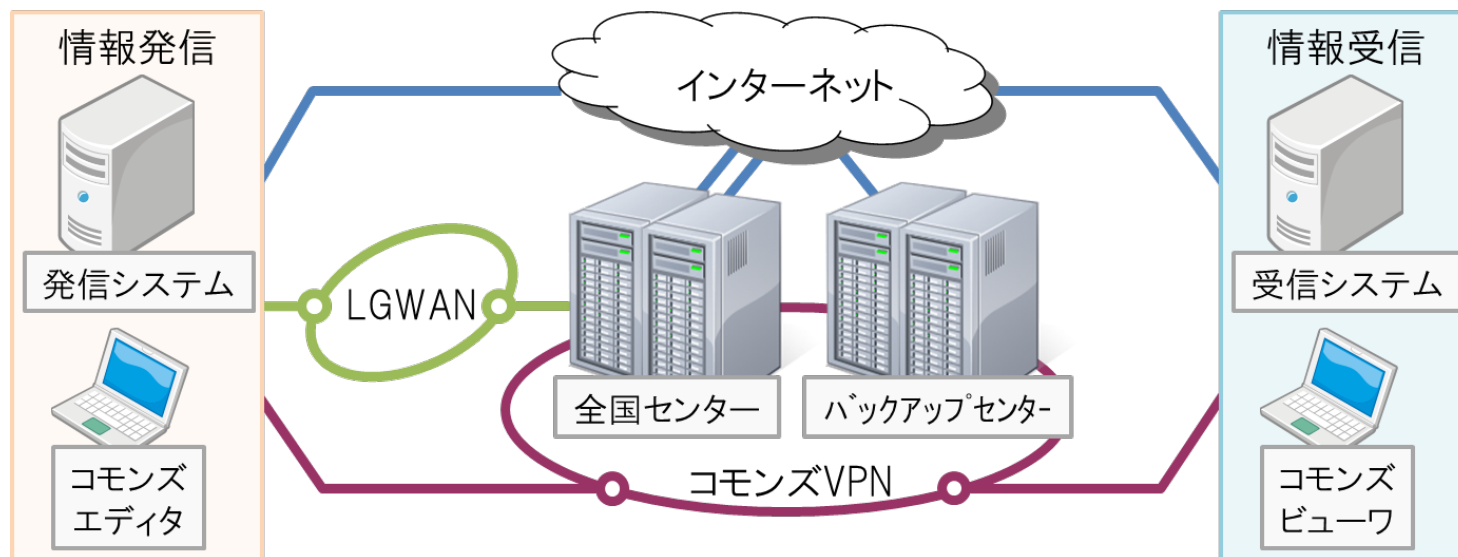 情報発信
発信システム
コモンズ
エディタ
インターネット
LGWAN
全国センター
バックアップセンター
コモンズVPN
情報受信
受信システム
コモンズ
ビューワ